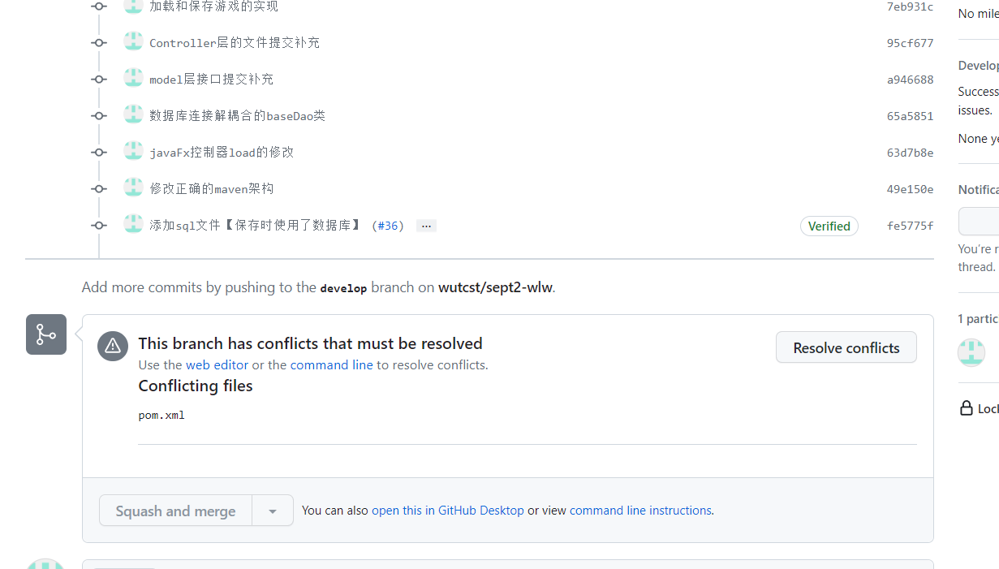 加载和保存游戏的实现 7eb931c
No mile
Controller层的文件提交补充 95cf677
model层接口提交补充 a946688
Develop
Success
issues.
数据库连接解耦合的baseDao类 65a5851
None ye
javaFx控制器load的修改 63d7b8e
修改正确的maven架构 49e150e
Notifica
添加sql文件【保存时使用了数据库】 (#36) … Verified fe5775f
You're r
thread.
Add more commits by pushing to the develop branch on wutcst/sept2-wlw.
1 partic
This branch has conflicts that must be resolved
Resolve conflicts
Use the web editor or the command line to resolve conflicts.
Conflicting files
Lock
pom.xml
Squash and merge
You can also open this in GitHub Desktop or view command line instructions.